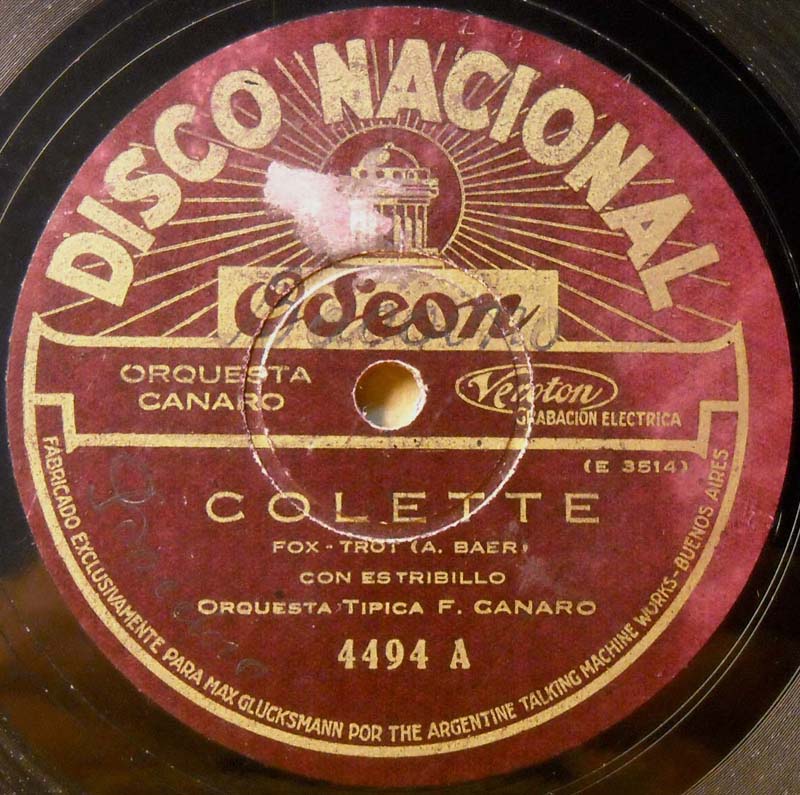 DISCO NACIONAL
Odeon
ORQUESTA
CANARO
Veroton
GRABACION ELECTRICA
(E 3514)
COLETTE
FOX-TROT (A. BAER)
CON ESTRIBILLO
ORQUESTA TIPICA F. CANARO
4494 A
FABRICADO EXCLUSIVAMENTE PARA MAX GLUCKSMANN POR THE ARGENTINE TALKING MACHINE WORKS-BUENOS AIRES